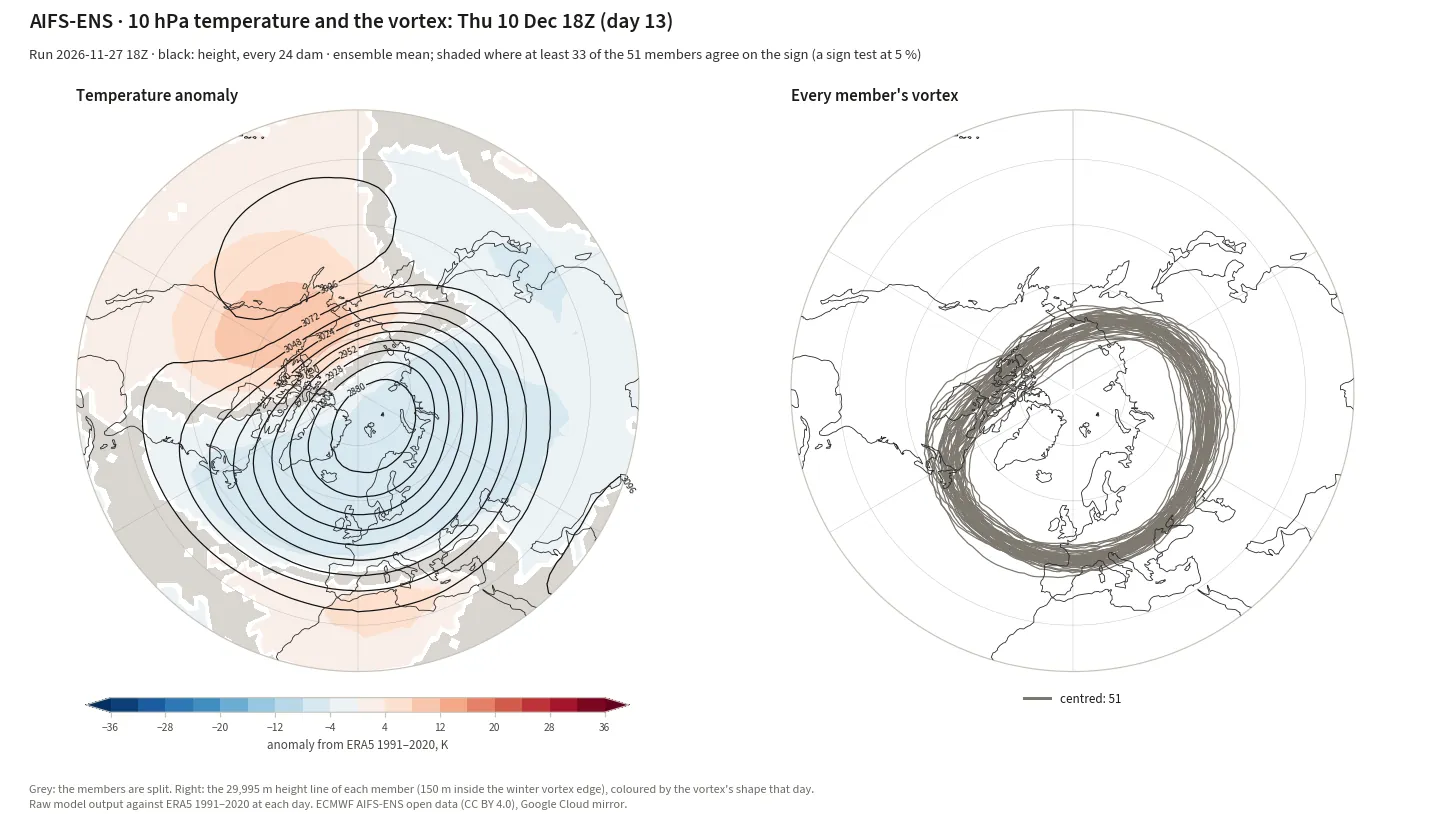 AIFS-ENS · 10 hPa temperature and the vortex: Thu 10 Dec 18Z (day 13)
Run 2026-11-27 18Z · black: height, every 24 dam · ensemble mean; shaded where at least 33 of the 51 members agree on the sign (a sign test at 5 %)
Temperature anomaly
Every member's vortex
3096
3072
3024
3048
2952
2928
2880
3096
centred: 51
−36 −28 −20 −12 −4 4 12 20 28 36
anomaly from ERA5 1991–2020, K
Grey: the members are split. Right: the 29,995 m height line of each member (150 m inside the winter vortex edge), coloured by the vortex's shape that day.
Raw model output against ERA5 1991–2020 at each day. ECMWF AIFS-ENS open data (CC BY 4.0), Google Cloud mirror.